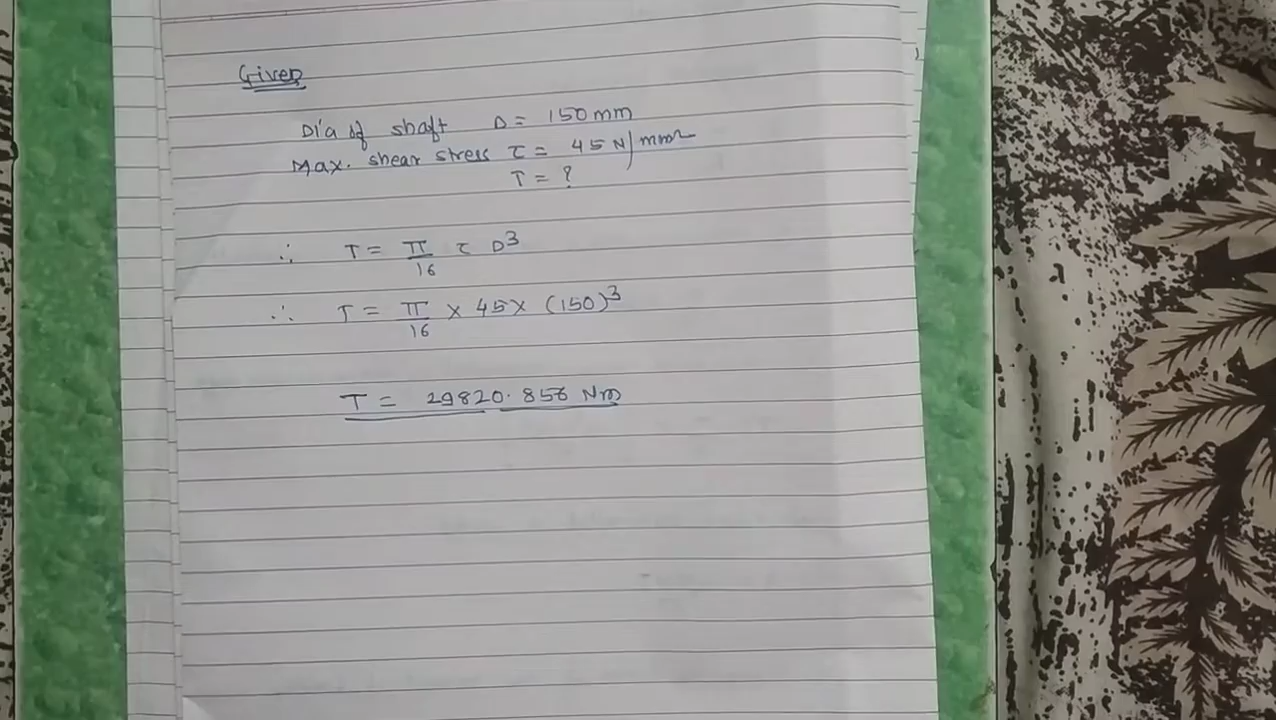 Given
Dia of shaft D = 150 mm
Max. shear stress τ = 45 N/mm²
T = ?
∴ T = π/16 τ D³
∴ T = π/16 × 45 × (150)³
T = 29820.856 Nm